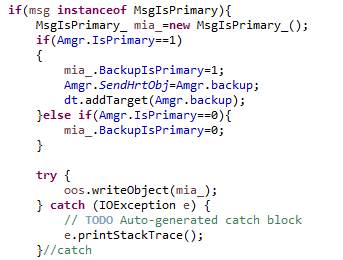 if(msg instanceof MsgIsPrimary){
MsgIsPrimary_ mia_=new MsgIsPrimary_();
if(Amgr.IsPrimary==1)
{
mia_.BackupIsPrimary=1;
Amgr.SendHrtObj=Amgr.backup;
dt.addTarget(Amgr.backup);
}else if(Amgr.IsPrimary==0){
mia_.BackupIsPrimary=0;
}
try {
oos.writeObject(mia_);
} catch (IOException e) {
// TODO Auto-generated catch block
e.printStackTrace();
}//catch